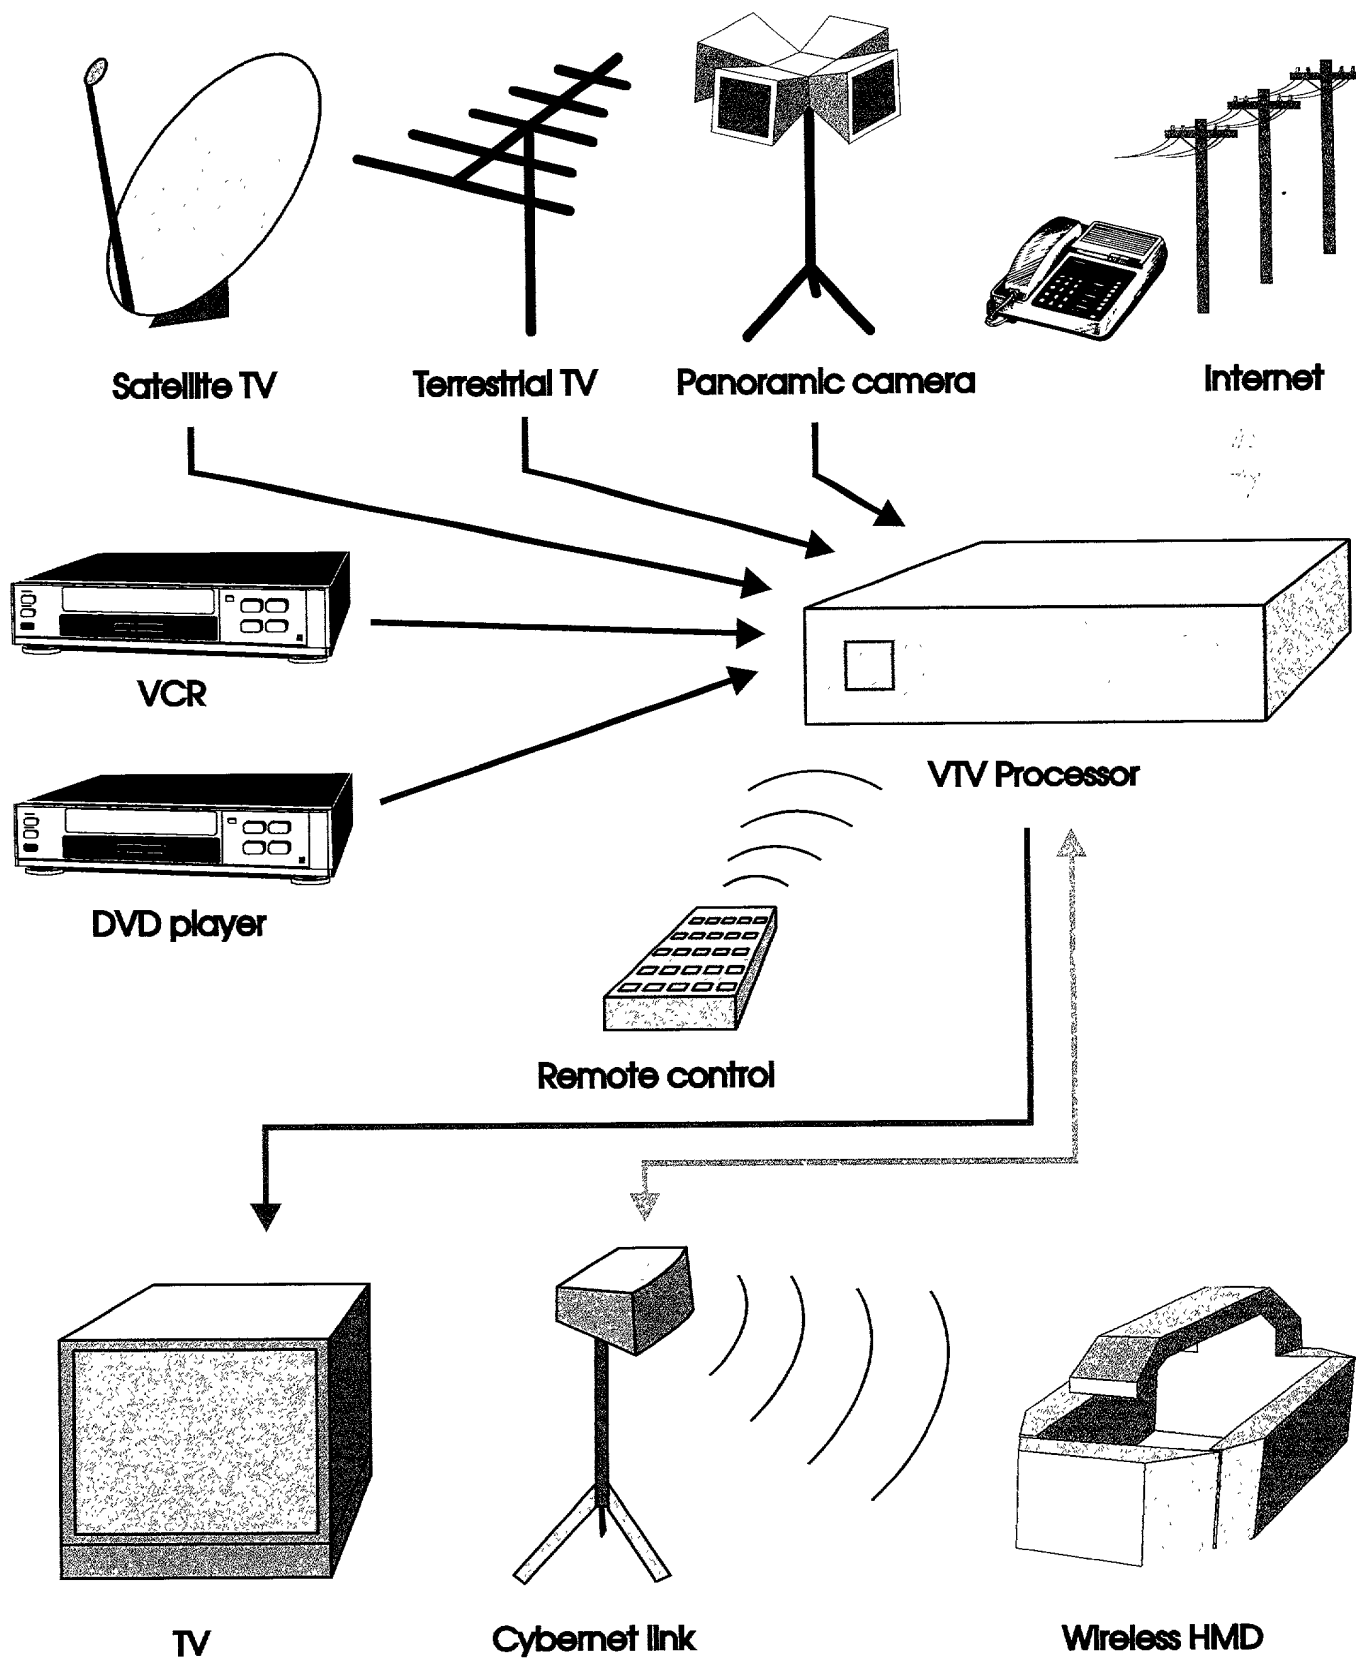 Satellite TV
Terrestrial TV
Panoramic camera
Internet
VCR
VTV Processor
DVD player
Remote control
TV
Cybernet link
Wireless HMD